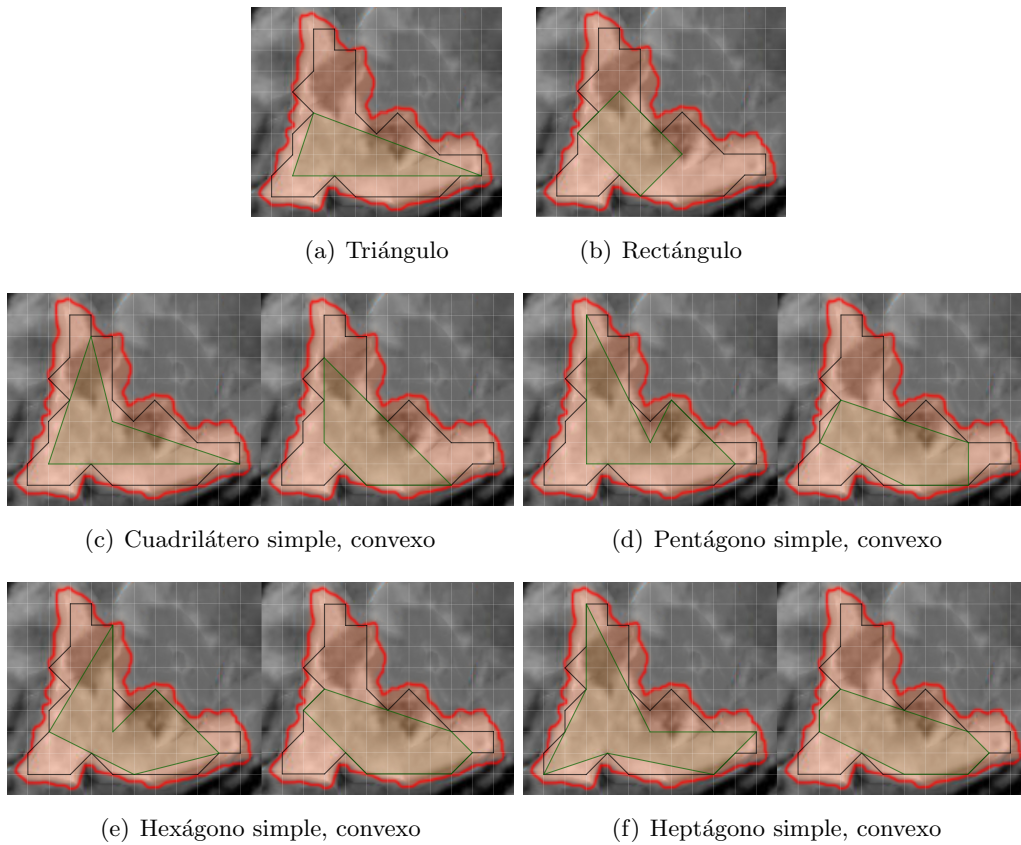 (a) Triángulo
(b) Rectángulo
(c) Cuadrilátero simple, convexo
(d) Pentágono simple, convexo
(e) Hexágono simple, convexo
(f) Heptágono simple, convexo